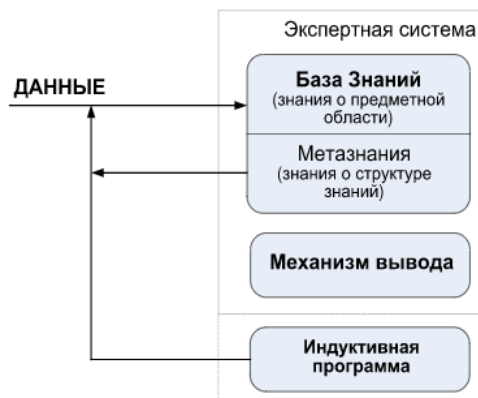 Экспертная система
ДАННЫЕ
База Знаний
(знания о предметной
области)
Метазнания
(знания о структуре
знаний)
Механизм вывода
Индуктивная
программа